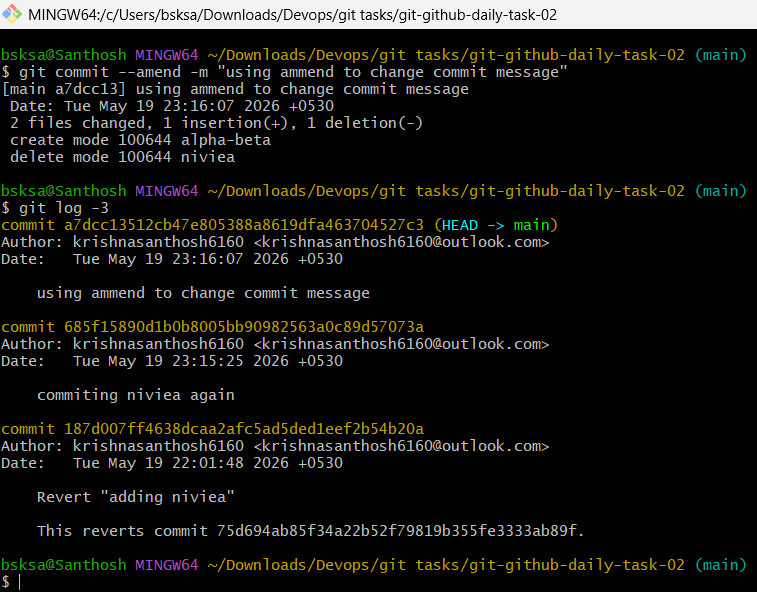 MINGW64:/c/Users/bsksa/Downloads/Devops/git tasks/git-github-daily-task-02
bsksa@Santhosh MINGW64 ~/Downloads/Devops/git tasks/git-github-daily-task-02 (main)
$ git commit --amend -m "using ammend to change commit message"
[main a7dcc13] using ammend to change commit message
 Date: Tue May 19 23:16:07 2026 +0530
 2 files changed, 1 insertion(+), 1 deletion(-)
 create mode 100644 alpha-beta
 delete mode 100644 niviea
bsksa@Santhosh MINGW64 ~/Downloads/Devops/git tasks/git-github-daily-task-02 (main)
$ git log -3
commit a7dcc13512cb47e805388a8619dfa463704527c3 (HEAD -> main)
Author: krishnasanthosh6160 <krishnasanthosh6160@outlook.com>
Date:   Tue May 19 23:16:07 2026 +0530
    using ammend to change commit message
commit 685f15890d1b0b8005bb90982563a0c89d57073a
Author: krishnasanthosh6160 <krishnasanthosh6160@outlook.com>
Date:   Tue May 19 23:15:25 2026 +0530
    commiting niviea again
commit 187d007ff4638dcaa2afc5ad5ded1eef2b54b20a
Author: krishnasanthosh6160 <krishnasanthosh6160@outlook.com>
Date:   Tue May 19 22:01:48 2026 +0530
    Revert "adding niviea"
    This reverts commit 75d694ab85f34a22b52f79819b355fe3333ab89f.
bsksa@Santhosh MINGW64 ~/Downloads/Devops/git tasks/git-github-daily-task-02 (main)
$